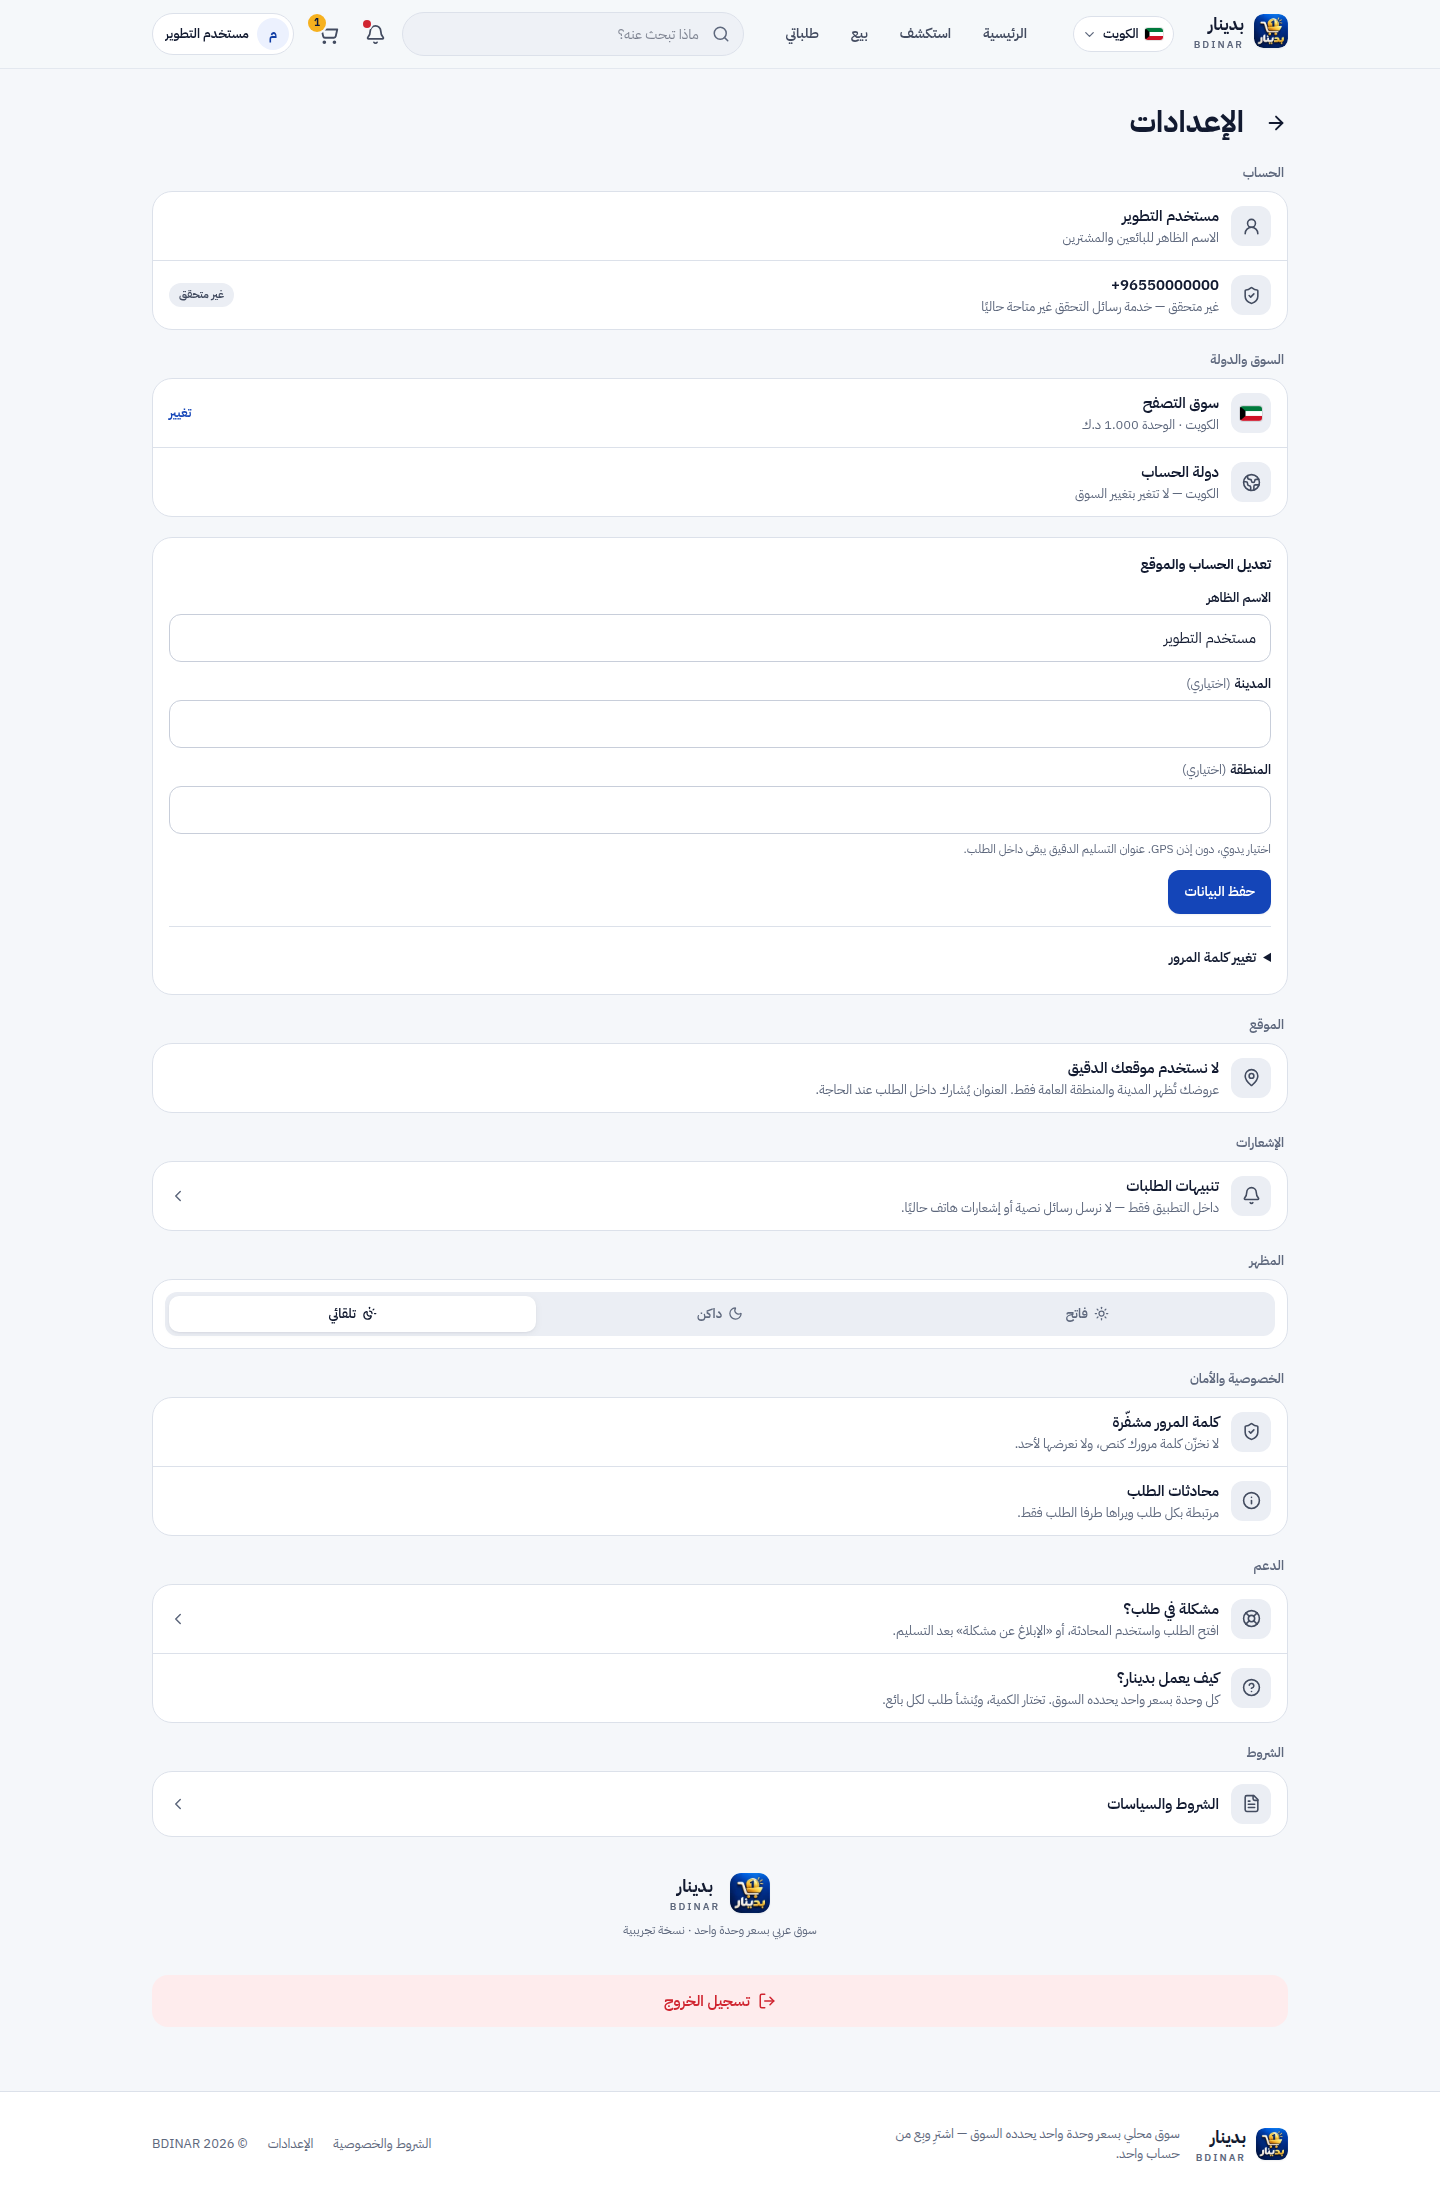 بدينار
BDINAR
الكويت
الرئيسية
استكشف
بيع
طلباتي
ماذا تبحث عنه؟
1
م
مستخدم التطوير
الإعدادات
الحساب
مستخدم التطوير
الاسم الظاهر للبائعين والمشترين
+96550000000
غير متحقق — خدمة رسائل التحقق غير متاحة حاليًا
غير متحقق
السوق والدولة
سوق التصفح
الكويت · الوحدة 1.000 د.ك
تغيير
دولة الحساب
الكويت — لا تتغير بتغيير السوق
تعديل الحساب والموقع
الاسم الظاهر
مستخدم التطوير
المدينة (اختياري)
المنطقة (اختياري)
اختيار يدوي، دون إذن GPS. عنوان التسليم الدقيق يبقى داخل الطلب.
حفظ البيانات
تغيير كلمة المرور
الموقع
لا نستخدم موقعك الدقيق
عروضك تُظهر المدينة والمنطقة العامة فقط. العنوان يُشارك داخل الطلب عند الحاجة.
الإشعارات
تنبيهات الطلبات
داخل التطبيق فقط — لا نرسل رسائل نصية أو إشعارات هاتف حاليًا.
المظهر
فاتح
داكن
تلقائي
الخصوصية والأمان
كلمة المرور مشفّرة
لا نخزّن كلمة مرورك كنص، ولا نعرضها لأحد.
محادثات الطلب
مرتبطة بكل طلب ويراها طرفا الطلب فقط.
الدعم
مشكلة في طلب؟
افتح الطلب واستخدم المحادثة، أو «الإبلاغ عن مشكلة» بعد التسليم.
كيف يعمل بدينار؟
كل وحدة بسعر واحد يحدده السوق. تختار الكمية، ويُنشأ طلب لكل بائع.
الشروط
الشروط والسياسات
بدينار
BDINAR
سوق عربي بسعر وحدة واحد · نسخة تجريبية
تسجيل الخروج
بدينار
BDINAR
سوق محلي بسعر وحدة واحد يحدده السوق — اشترِ وبِع من
حساب واحد.
الشروط والخصوصية
الإعدادات
© 2026 BDINAR